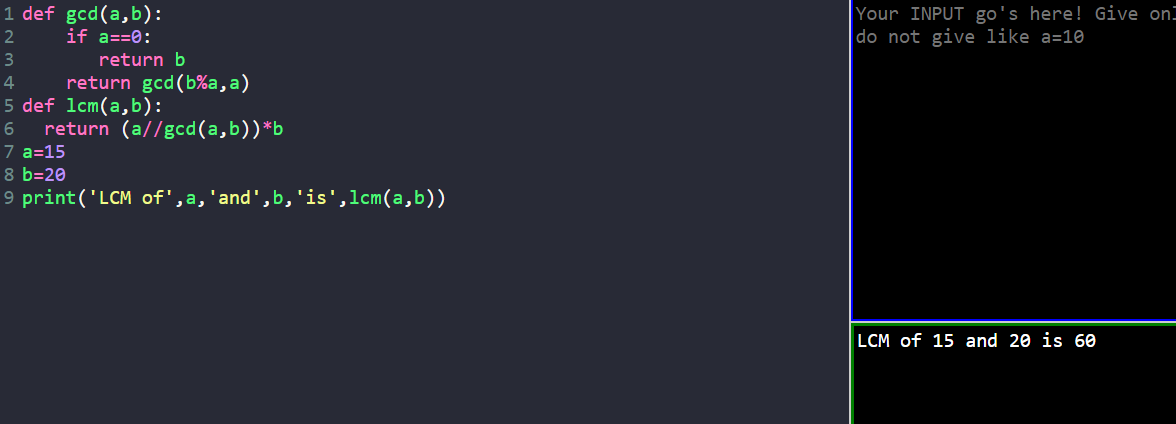 1 def gcd(a,b):
2     if a==0:
3        return b
4     return gcd(b%a,a)
5 def lcm(a,b):
6   return (a//gcd(a,b))*b
7 a=15
8 b=20
9 print('LCM of',a,'and',b,'is',lcm(a,b))
Your INPUT go's here! Give
do not give like a=10
LCM of 15 and 20 is 60